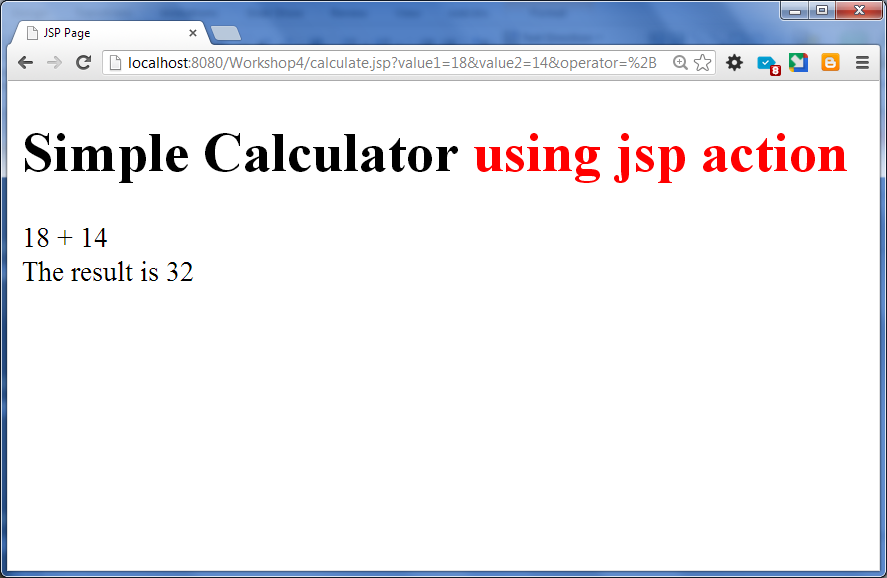 JSP Page
localhost:8080/Workshop4/calculate.jsp?value1=18&value2=14&operator=%2B
8
Simple Calculator using jsp action
18 + 14
The result is 32